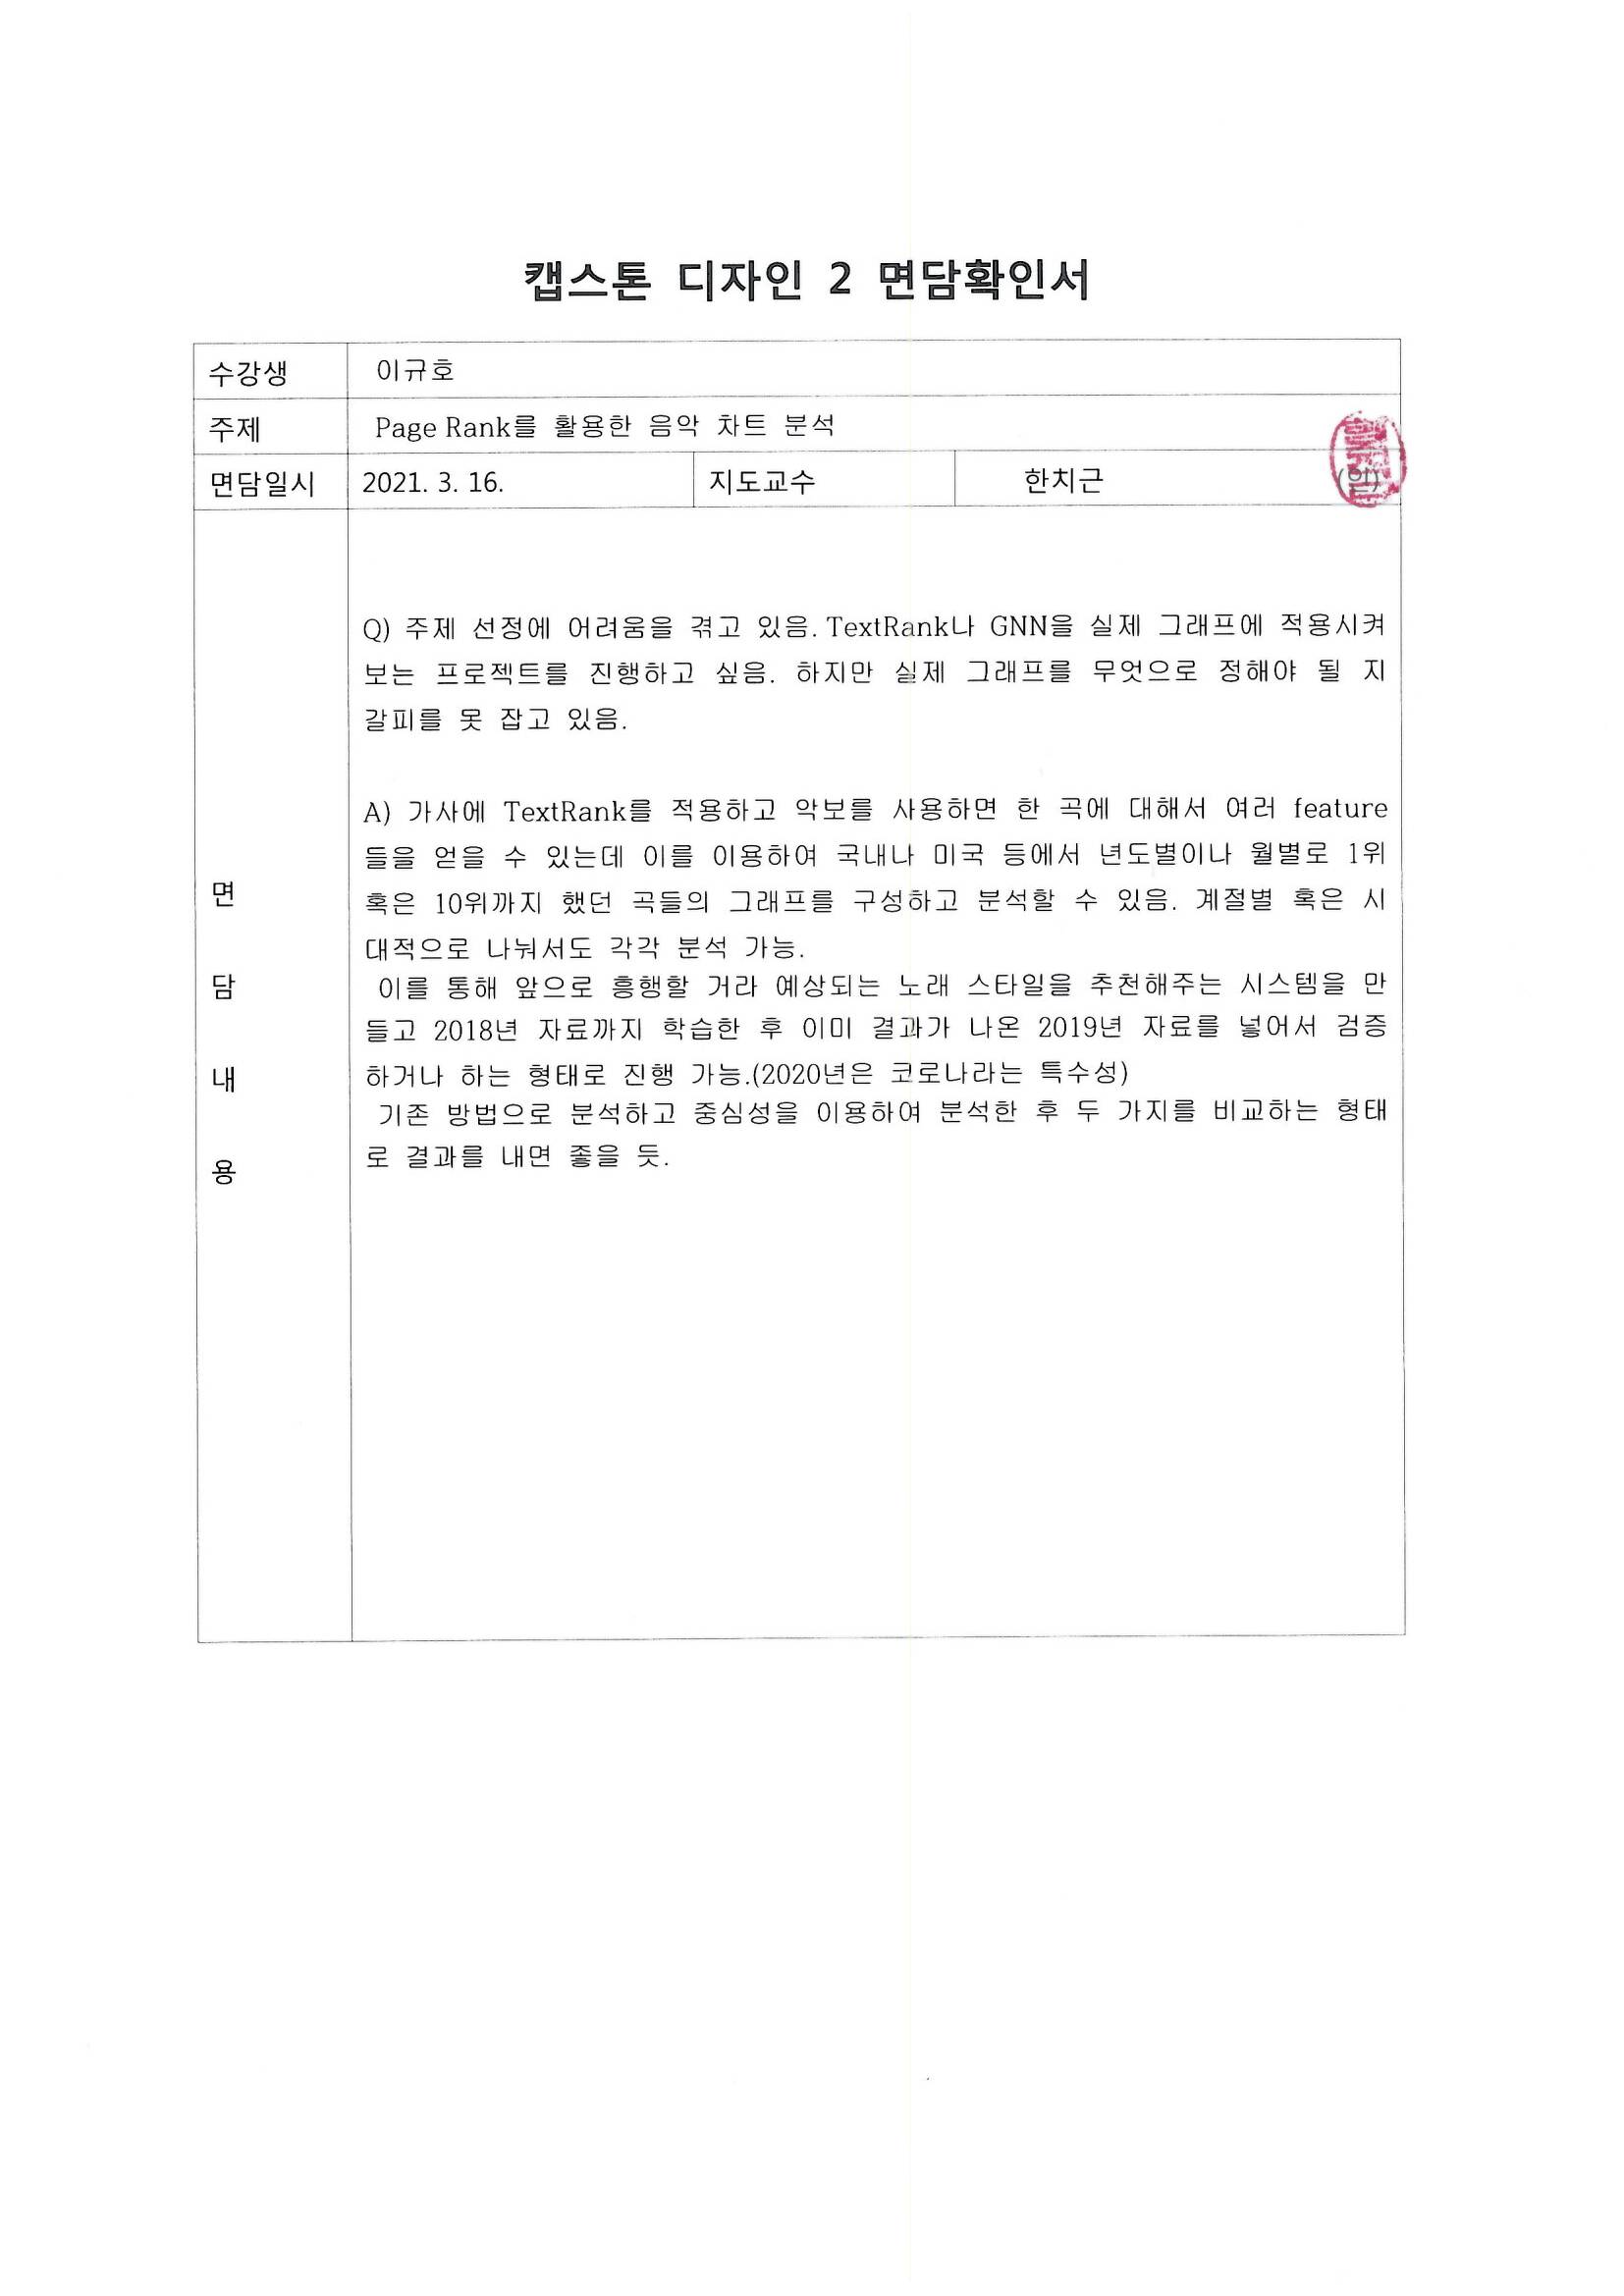 캡스톤 디자인 2 면담확인서
수강생 이규호
주제 Page Rank를 활용한 음악 차트 분석
면담일시 2021. 3. 16. 지도교수 한치근 (인)
면
담
내
용
Q) 주제 선정에 어려움을 겪고 있음. TextRank나 GNN을 실제 그래프에 적용시켜
보는 프로젝트를 진행하고 싶음. 하지만 실제 그래프를 무엇으로 정해야 될 지
갈피를 못 잡고 있음.
A) 가사에 TextRank를 적용하고 악보를 사용하면 한 곡에 대해서 여러 feature
들을 얻을 수 있는데 이를 이용하여 국내나 미국 등에서 년도별이나 월별로 1위
혹은 10위까지 했던 곡들의 그래프를 구성하고 분석할 수 있음. 계절별 혹은 시
대적으로 나눠서도 각각 분석 가능.
이를 통해 앞으로 흥행할 거라 예상되는 노래 스타일을 추천해주는 시스템을 만
들고 2018년 자료까지 학습한 후 이미 결과가 나온 2019년 자료를 넣어서 검증
하거나 하는 형태로 진행 가능.(2020년은 코로나라는 특수성)
기존 방법으로 분석하고 중심성을 이용하여 분석한 후 두 가지를 비교하는 형태
로 결과를 내면 좋을 듯.